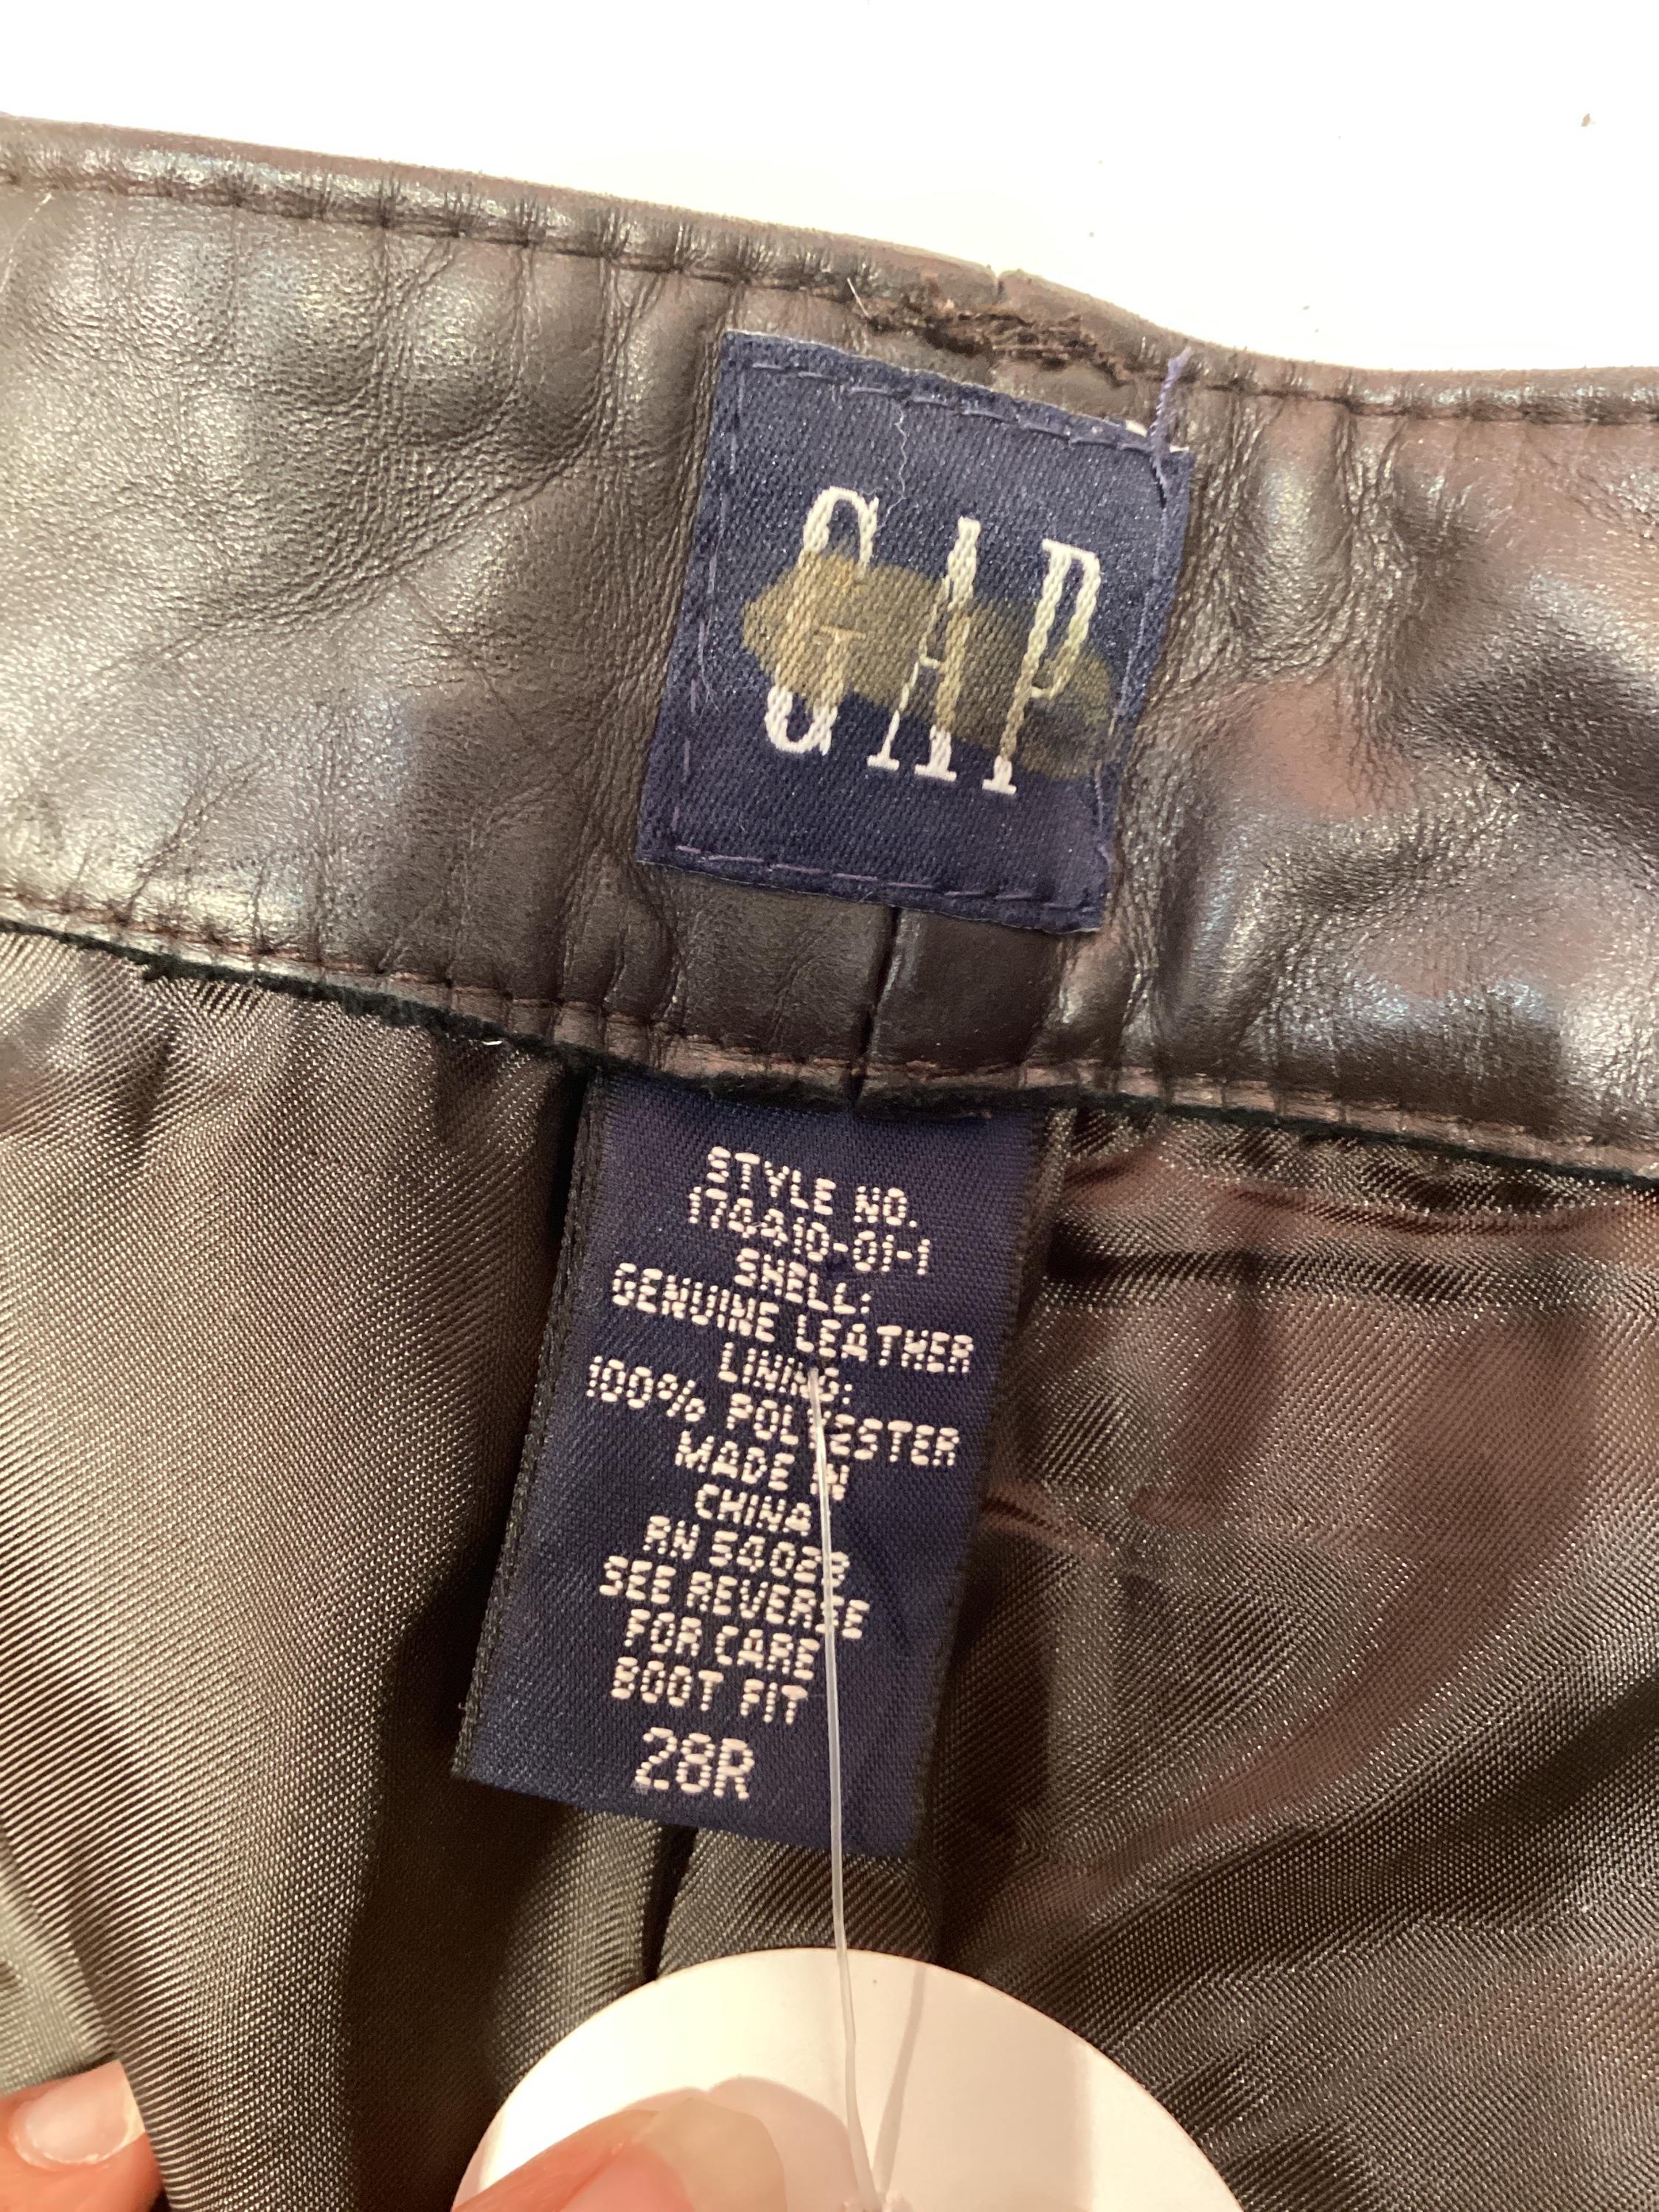 GAP
STYLE NO.
174410-01-1
SHELL:
GENUINE LEATHER
LINING:
100% POLYESTER
MADE IN
CHINA
RN 54023
SEE REVERSE
FOR CARE
BOOT FIT
28R